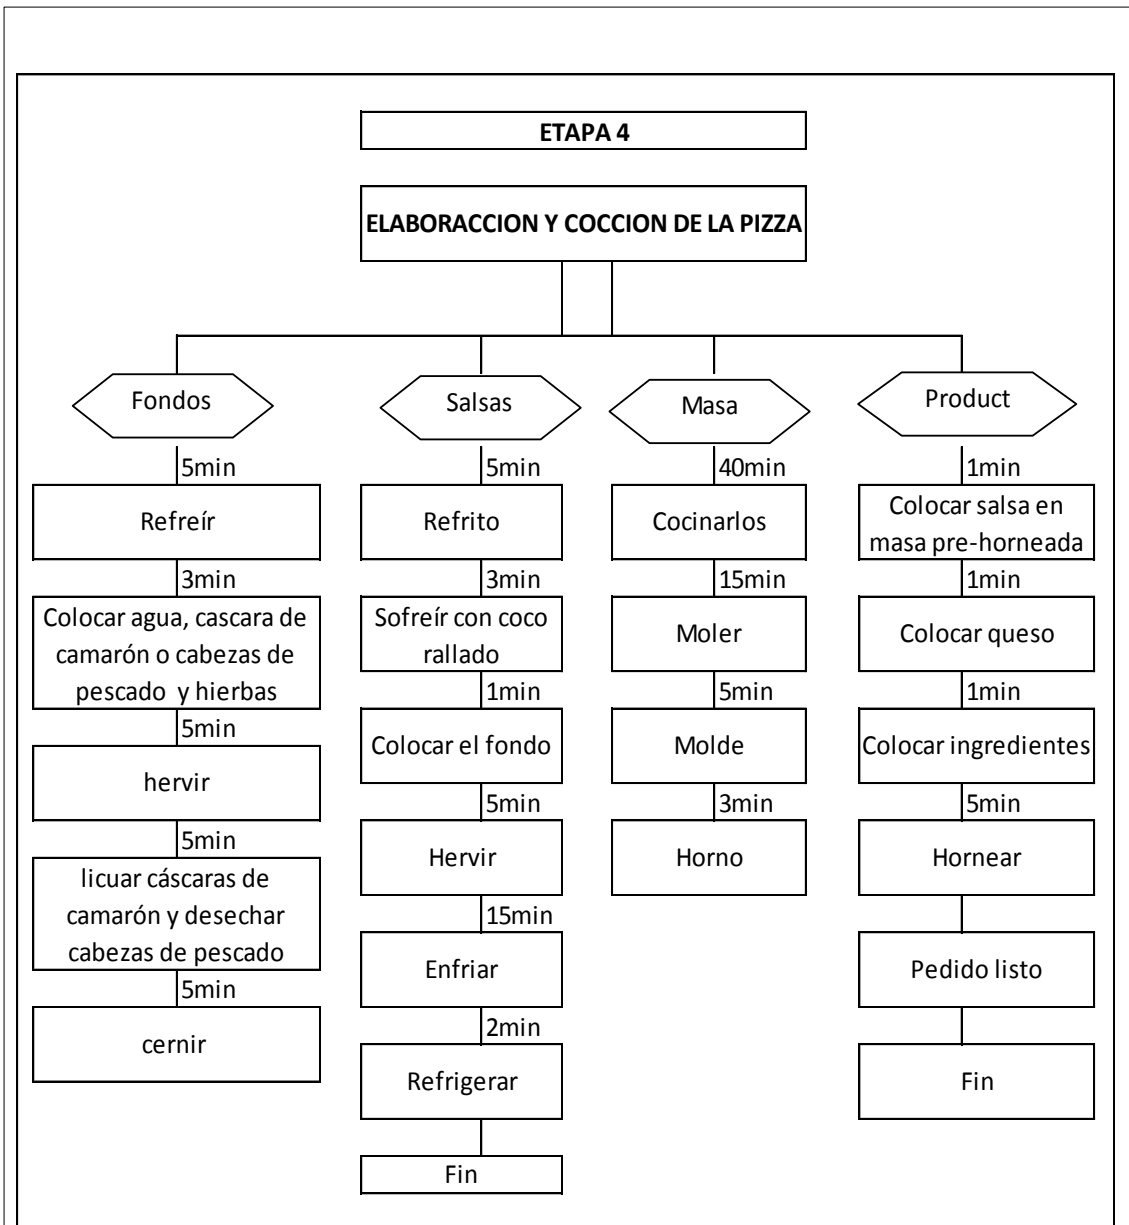 ETAPA 4
ELABORACCION Y COCCION DE LA PIZZA
Fondos
5min
Refreír
3min
Colocar agua, cascara de
camarón o cabezas de
pescado y hierbas
5min
hervir
5min
licuar cáscaras de
camarón y desechar
cabezas de pescado
5min
cernir
Salsas
5min
Refrito
3min
Sofreír con coco
rallado
1min
Colocar el fondo
5min
Hervir
15min
Enfriar
2min
Refrigerar
Fin
Masa
40min
Cocinarlos
15min
Moler
5min
Molde
3min
Horno
Product
1min
Colocar salsa en
masa pre-horneada
1min
Colocar queso
1min
Colocar ingredientes
5min
Hornear
Pedido listo
Fin